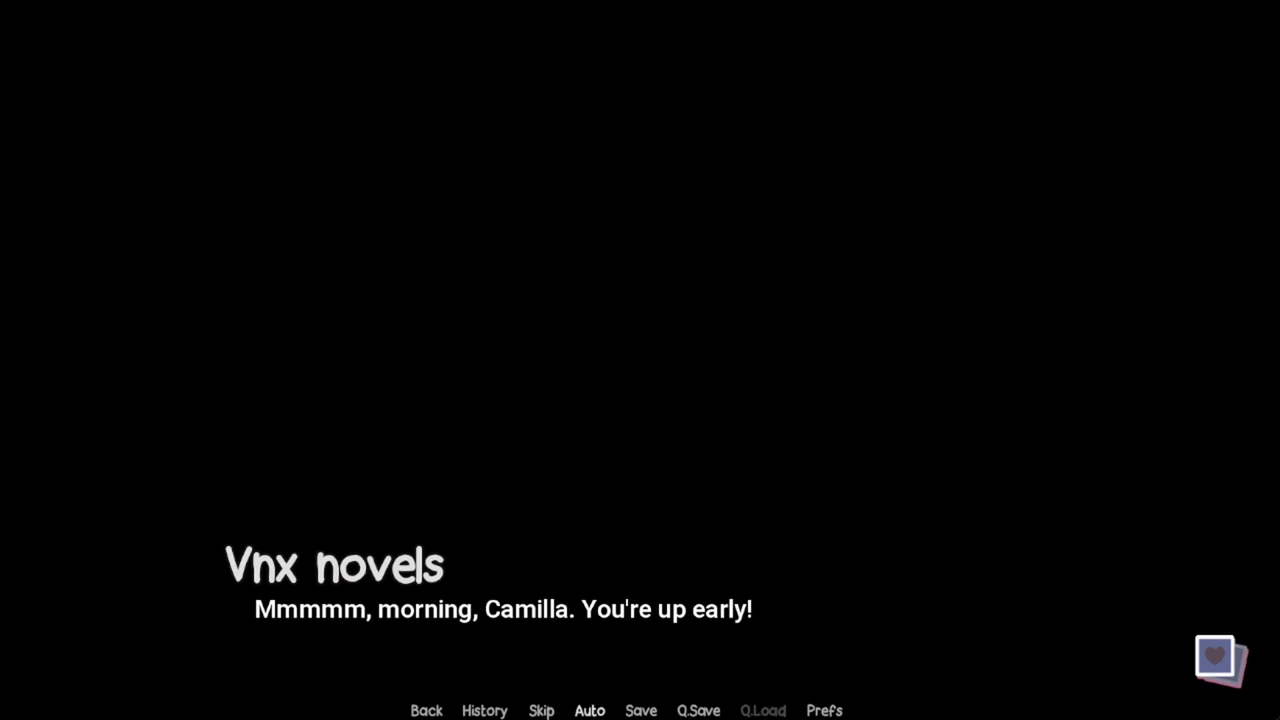 Vnx novels
Mmmmm, morning, Camilla. You're up early!
Back History Skip Auto Save Q.Save Q.Load Prefs